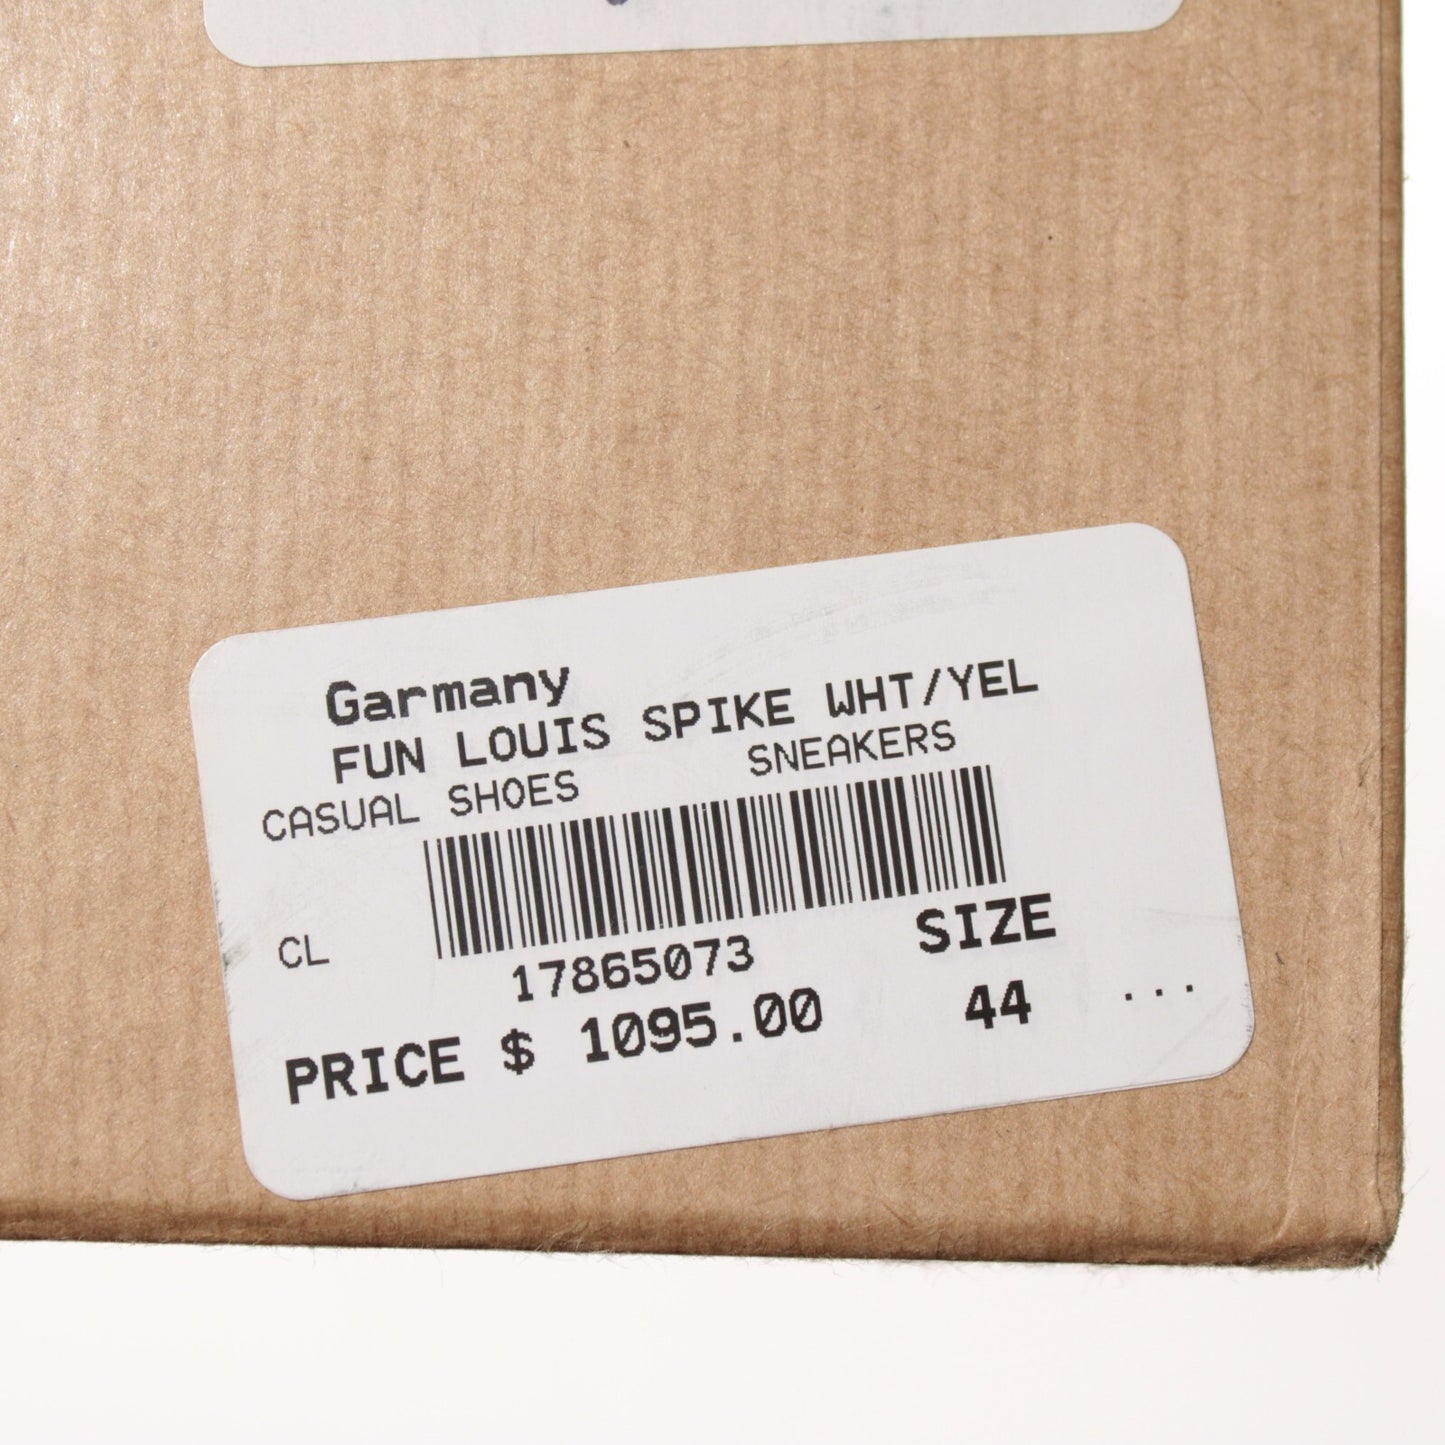 Garmany
FUN LOUIS SPIKE WHT/YEL
CASUAL SHOES SNEAKERS
CL
17865073 SIZE
PRICE $ 1095.00 44 ...